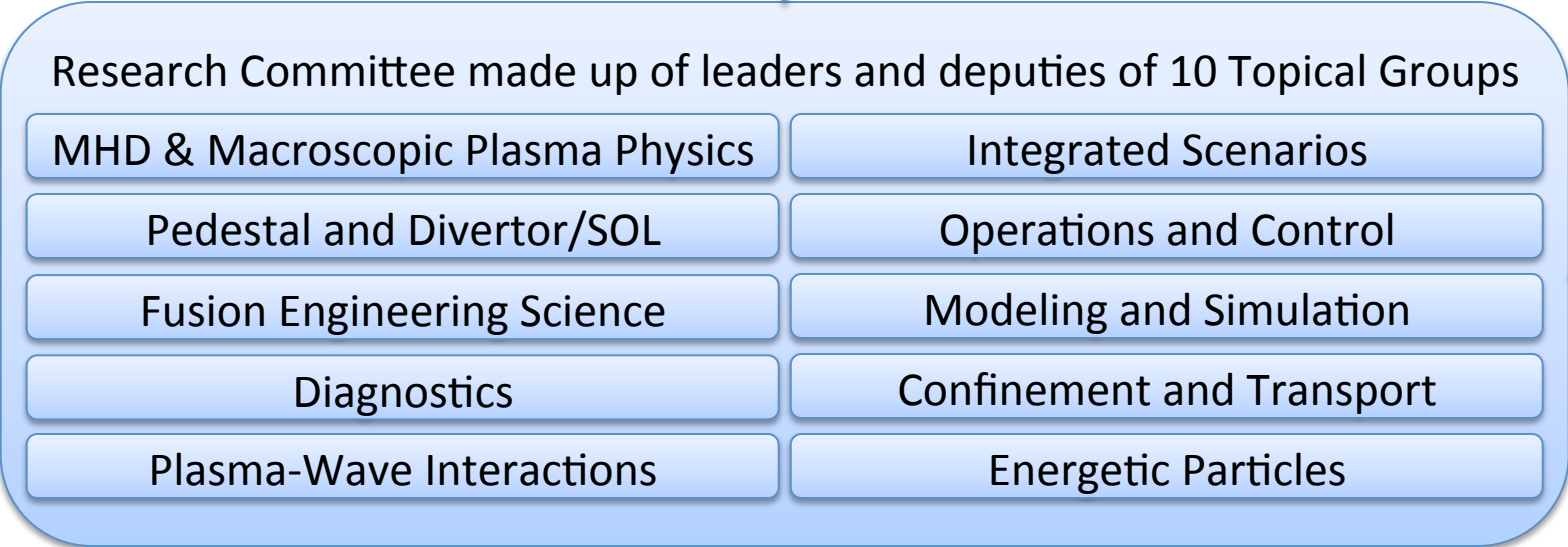 Research Committee made up of leaders and deputies of 10 Topical Groups
MHD & Macroscopic Plasma Physics
Integrated Scenarios
Pedestal and Divertor/SOL
Operations and Control
Fusion Engineering Science
Modeling and Simulation
Diagnostics
Confinement and Transport
Plasma-Wave Interactions
Energetic Particles